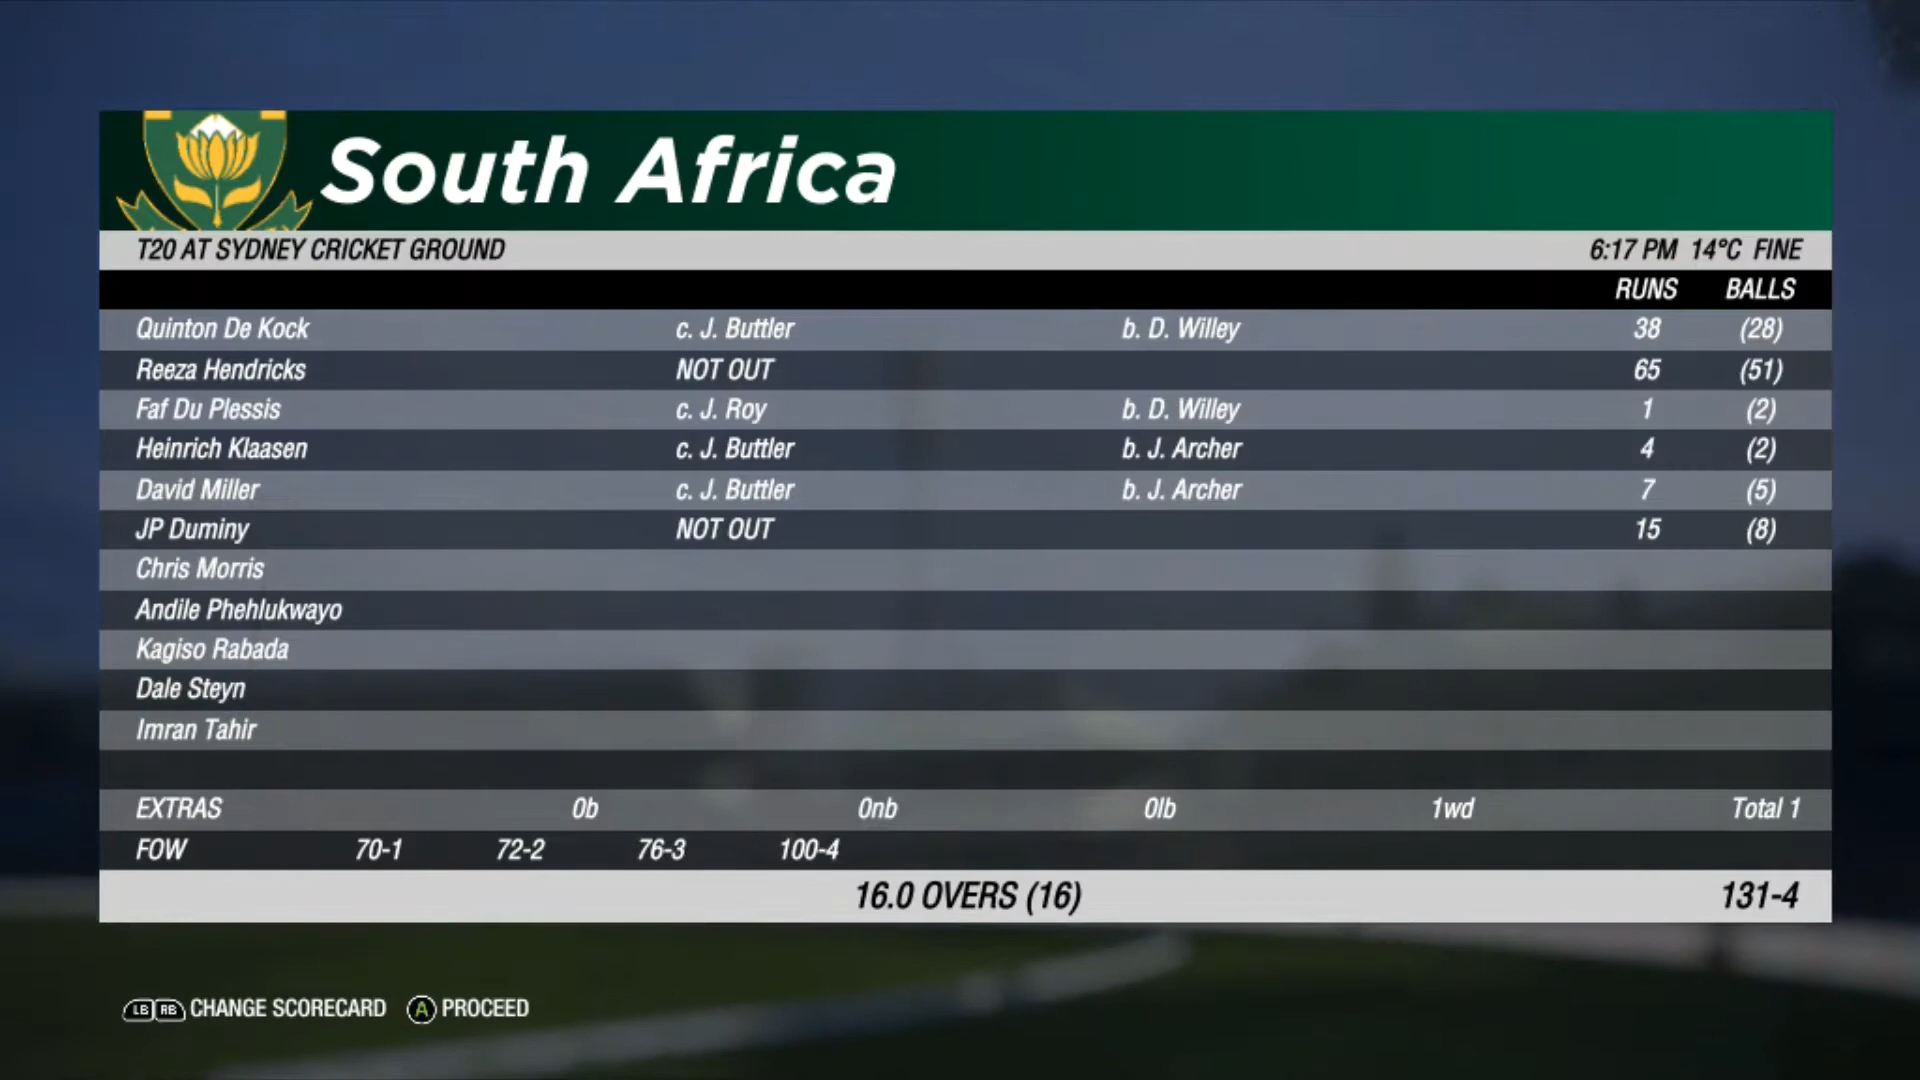 South Africa
T20 AT SYDNEY CRICKET GROUND 6:17 PM 14°C FINE
RUNS BALLS
Quinton De Kock c. J. Buttler b. D. Willey 38 (28)
Reeza Hendricks NOT OUT 65 (51)
Faf Du Plessis c. J. Roy b. D. Willey 1 (2)
Heinrich Klaasen c. J. Buttler b. J. Archer 4 (2)
David Miller c. J. Buttler b. J. Archer 7 (5)
JP Duminy NOT OUT 15 (8)
Chris Morris
Andile Phehlukwayo
Kagiso Rabada
Dale Steyn
Imran Tahir
EXTRAS 0b 0nb 0lb 1wd Total 1
FOW 70-1 72-2 76-3 100-4
16.0 OVERS (16) 131-4
LB RB CHANGE SCORECARD A PROCEED